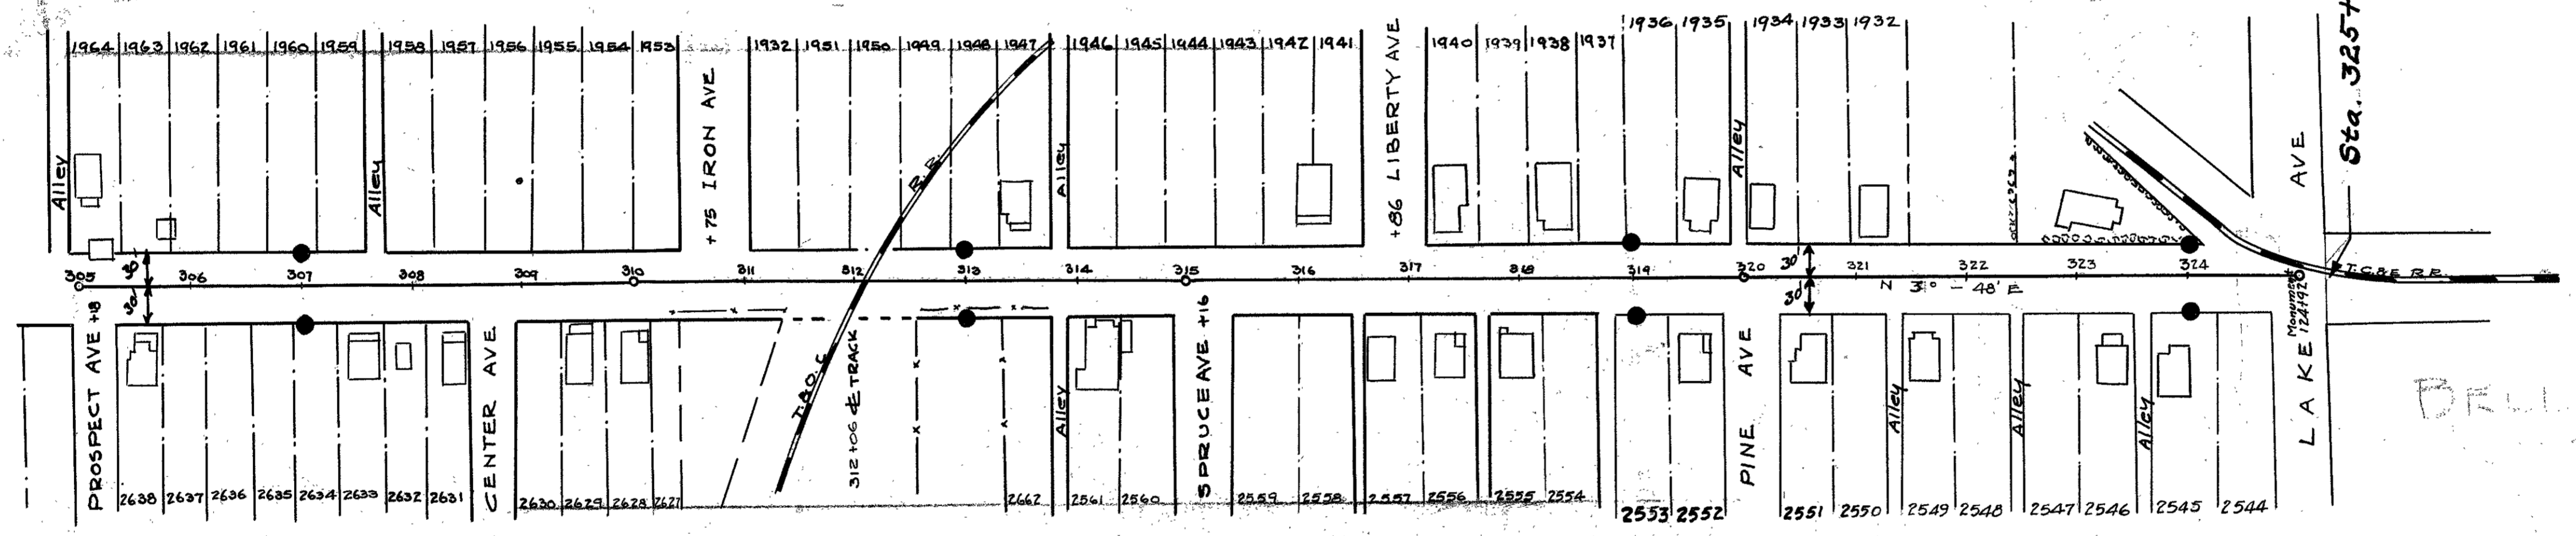 1964 1963 1962 1961 1960 1959 1958 1957 1956 1955 1954 1953 1932 1951 1950 1949 1948 1947 1946 1945 1944 1943 1942 1941 1940 1939 1938 1937 1936 1935 1934 1933 1932
Alley
Alley
+75 IRON AVE
R.R.
Alley
+86 LIBERTY AVE
Alley
AVE
Sta. 325+
305 306 307 308 309 310 311 312 313 314 315 316 317 318 319 320 321 322 323 324
30'
30'
30'
30'
N 3° - 48' E
T.C.& E R.R.
Monument
124+920
PROSPECT AVE +18
CENTER AVE
T.& O. C.
312+06 ℄ TRACK
Alley
SPRUCE AVE +16
PINE AVE
Alley
Alley
Alley
LAKE
2638 2637 2636 2635 2634 2633 2632 2631 2630 2629 2628 2627 2662 2561 2560 2559 2558 2557 2556 2555 2554 2553 2552 2551 2550 2549 2548 2547 2546 2545 2544